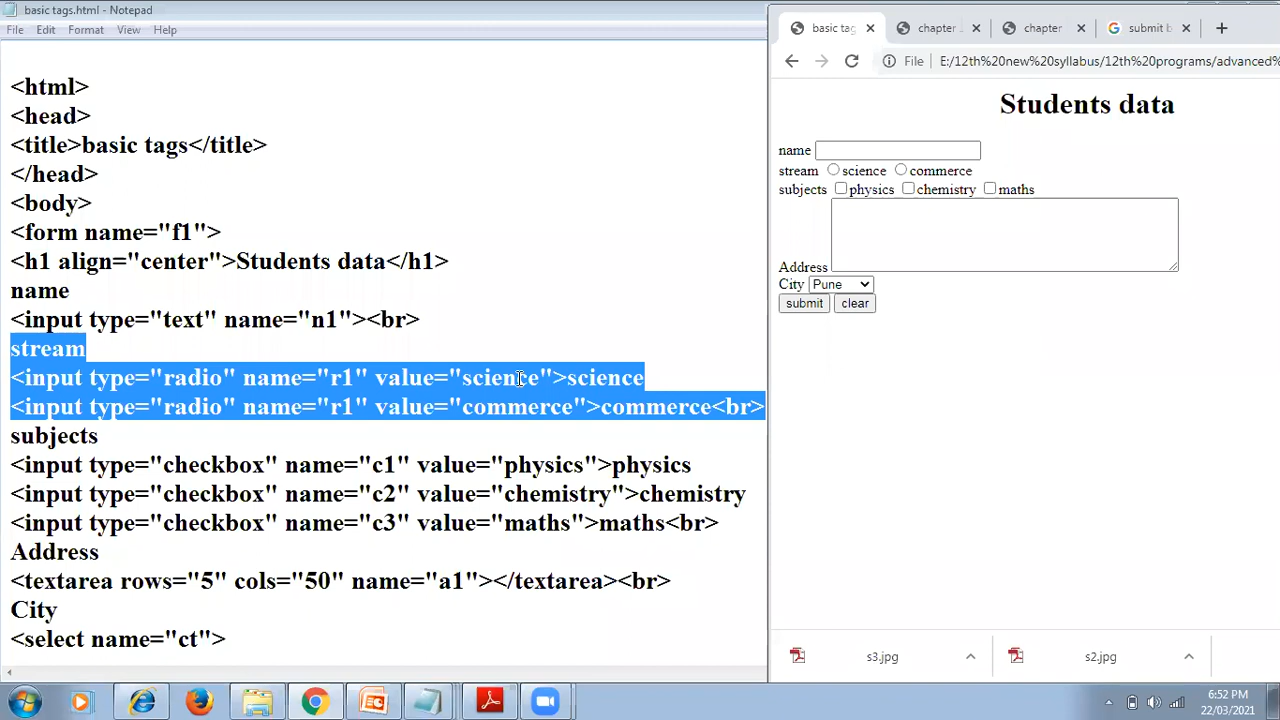 basic tags.html - Notepad
File Edit Format View Help
<html>
<head>
<title>basic tags</title>
</head>
<body>
<form name="f1">
<h1 align="center">Students data</h1>
name
<input type="text" name="n1"><br>
stream
<input type="radio" name="r1" value="science">science
<input type="radio" name="r1" value="commerce">commerce<br>
subjects
<input type="checkbox" name="c1" value="physics">physics
<input type="checkbox" name="c2" value="chemistry">chemistry
<input type="checkbox" name="c3" value="maths">maths<br>
Address
<textarea rows="5" cols="50" name="a1"></textarea><br>
City
<select name="ct">
basic tag chapter chapter submit b
File E:/12th%20new%20syllabus/12th%20programs/advanced%
Students data
name
stream science commerce
subjects physics chemistry maths
Address
City Pune
submit clear
s3.jpg s2.jpg
6:52 PM
22/03/2021